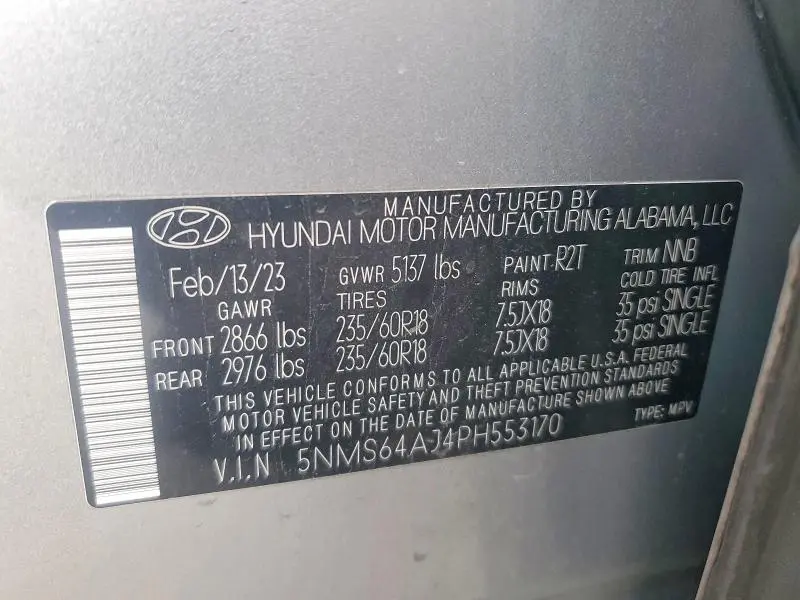 MANUFACTURED BY
HYUNDAI MOTOR MANUFACTURING ALABAMA, LLC
Feb/13/23 GVWR 5137 lbs PAINT R2T TRIM NNB
GAWR TIRES RIMS COLD TIRE INFL
FRONT 2866 lbs 235/60R18 7.5JX18 35 psi SINGLE
REAR 2976 lbs 235/60R18 7.5JX18 35 psi SINGLE
THIS VEHICLE CONFORMS TO ALL APPLICABLE U.S.A. FEDERAL
MOTOR VEHICLE SAFETY AND THEFT PREVENTION STANDARDS
IN EFFECT ON THE DATE OF MANUFACTURE SHOWN ABOVE
V.I.N 5NMS64AJ4PH553170 TYPE: MPV